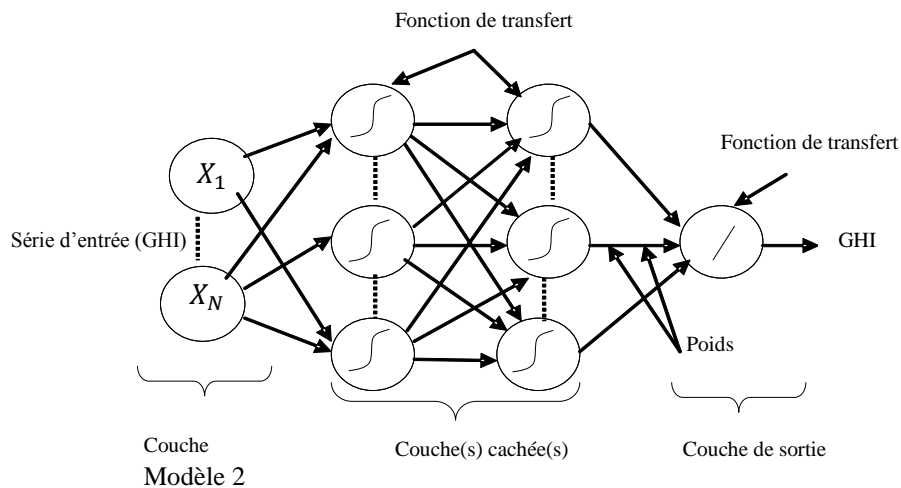 Fonction de transfert
Fonction de transfert
X₁
Série d’entrée (GHI)
GHI
X_N
Poids
Couche
Couche(s) cachée(s)
Couche de sortie
Modèle 2